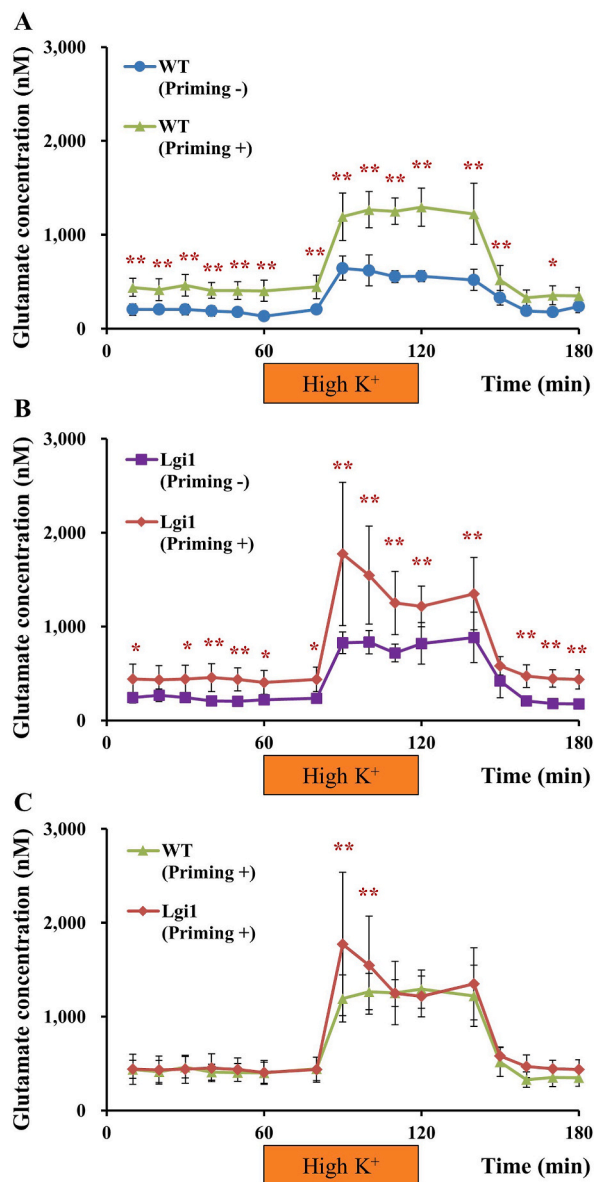 A
Glutamate concentration (nM)
3,000
2,000
1,000
0
WT
(Priming -)
WT
(Priming +)
** ** ** ** ** ** ** ** ** ** ** ** ** *
0 60 120 180
High K⁺
Time (min)
B
Glutamate concentration (nM)
3,000
2,000
1,000
0
Lgi1
(Priming -)
Lgi1
(Priming +)
* * ** ** * * ** ** ** ** ** ** ** **
0 60 120 180
High K⁺
Time (min)
C
Glutamate concentration (nM)
3,000
2,000
1,000
0
WT
(Priming +)
Lgi1
(Priming +)
** **
0 60 120 180
High K⁺
Time (min)